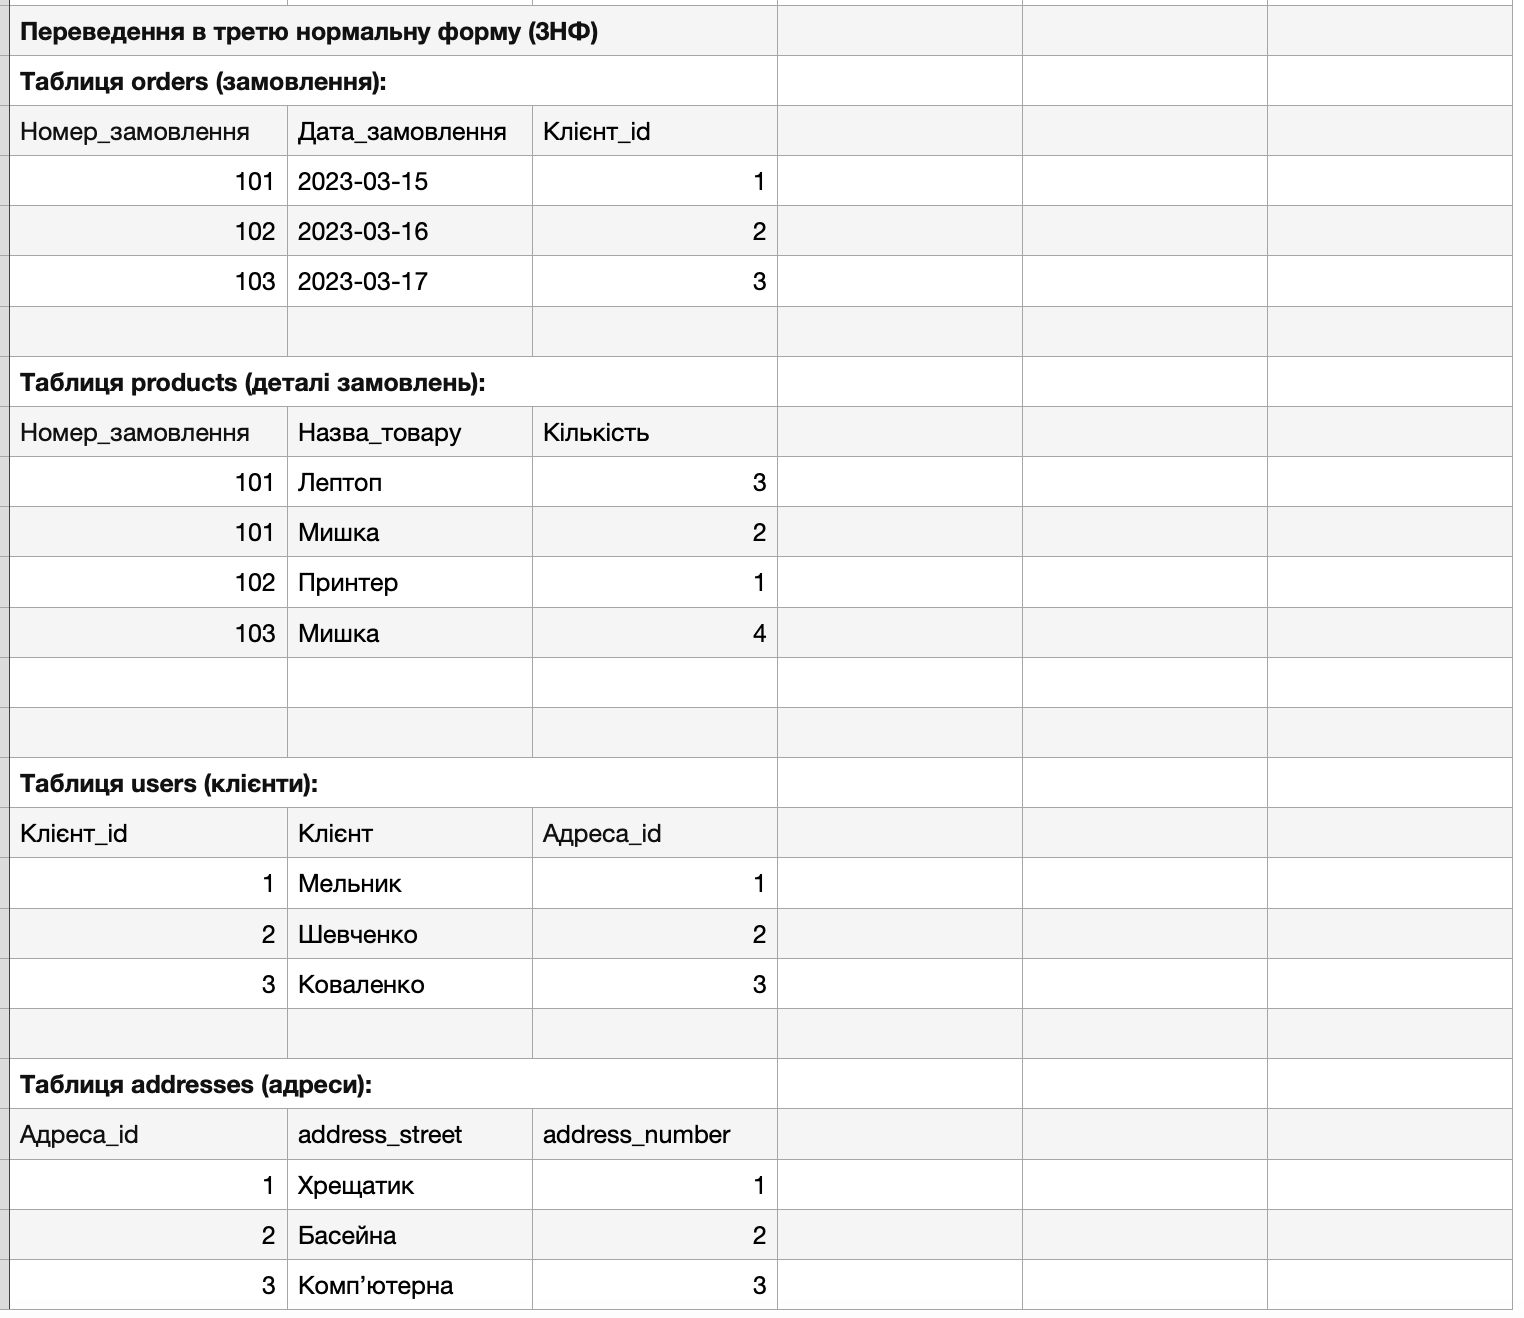 Переведення в третю нормальну форму (3НФ)
Таблиця orders (замовлення):
Номер_замовлення Дата_замовлення Клієнт_id
101 2023-03-15 1
102 2023-03-16 2
103 2023-03-17 3
Таблиця products (деталі замовлень):
Номер_замовлення Назва_товару Кількість
101 Лептоп 3
101 Мишка 2
102 Принтер 1
103 Мишка 4
Таблиця users (клієнти):
Клієнт_id Клієнт Адреса_id
1 Мельник 1
2 Шевченко 2
3 Коваленко 3
Таблиця addresses (адреси):
Адреса_id address_street address_number
1 Хрещатик 1
2 Басейна 2
3 Комп’ютерна 3